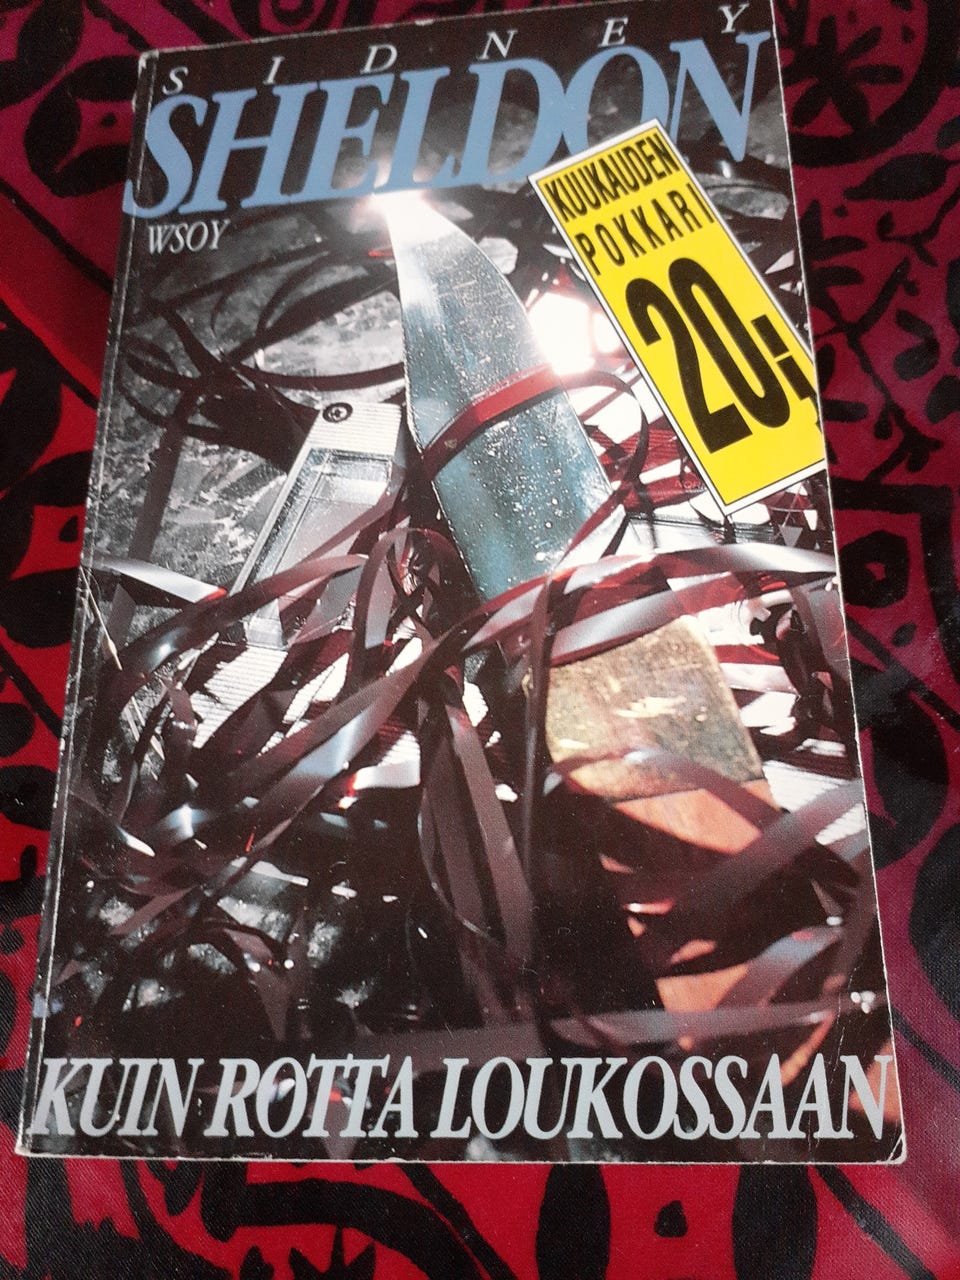 SIDNEY
SHELDON
WSOY
KUUKAUDEN
POKKARI
20:-
KUIN ROTTA LOUKOSSAAN